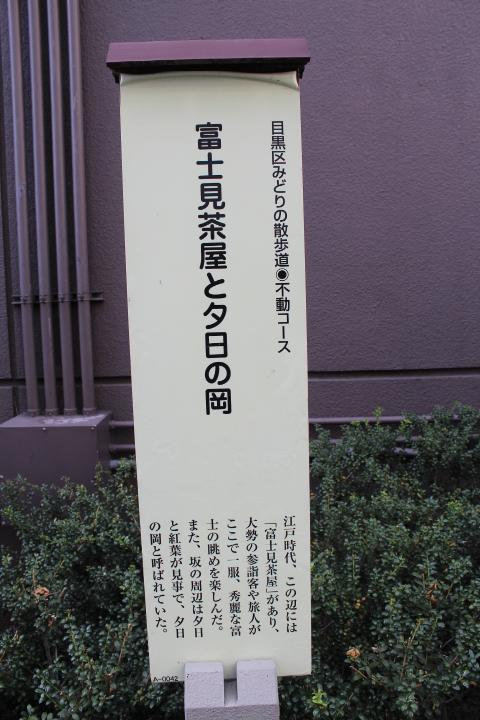 目黒区みどりの散歩道◉不動コース
富士見茶屋と夕日の岡
江戸時代、この辺には
「富士見茶屋」があり、
大勢の参詣客や旅人が
ここで一服、秀麗な富
士の眺めを楽しんだ。
また、坂の周辺は夕日
と紅葉が見事で、夕日
の岡と呼ばれていた。
A-0042